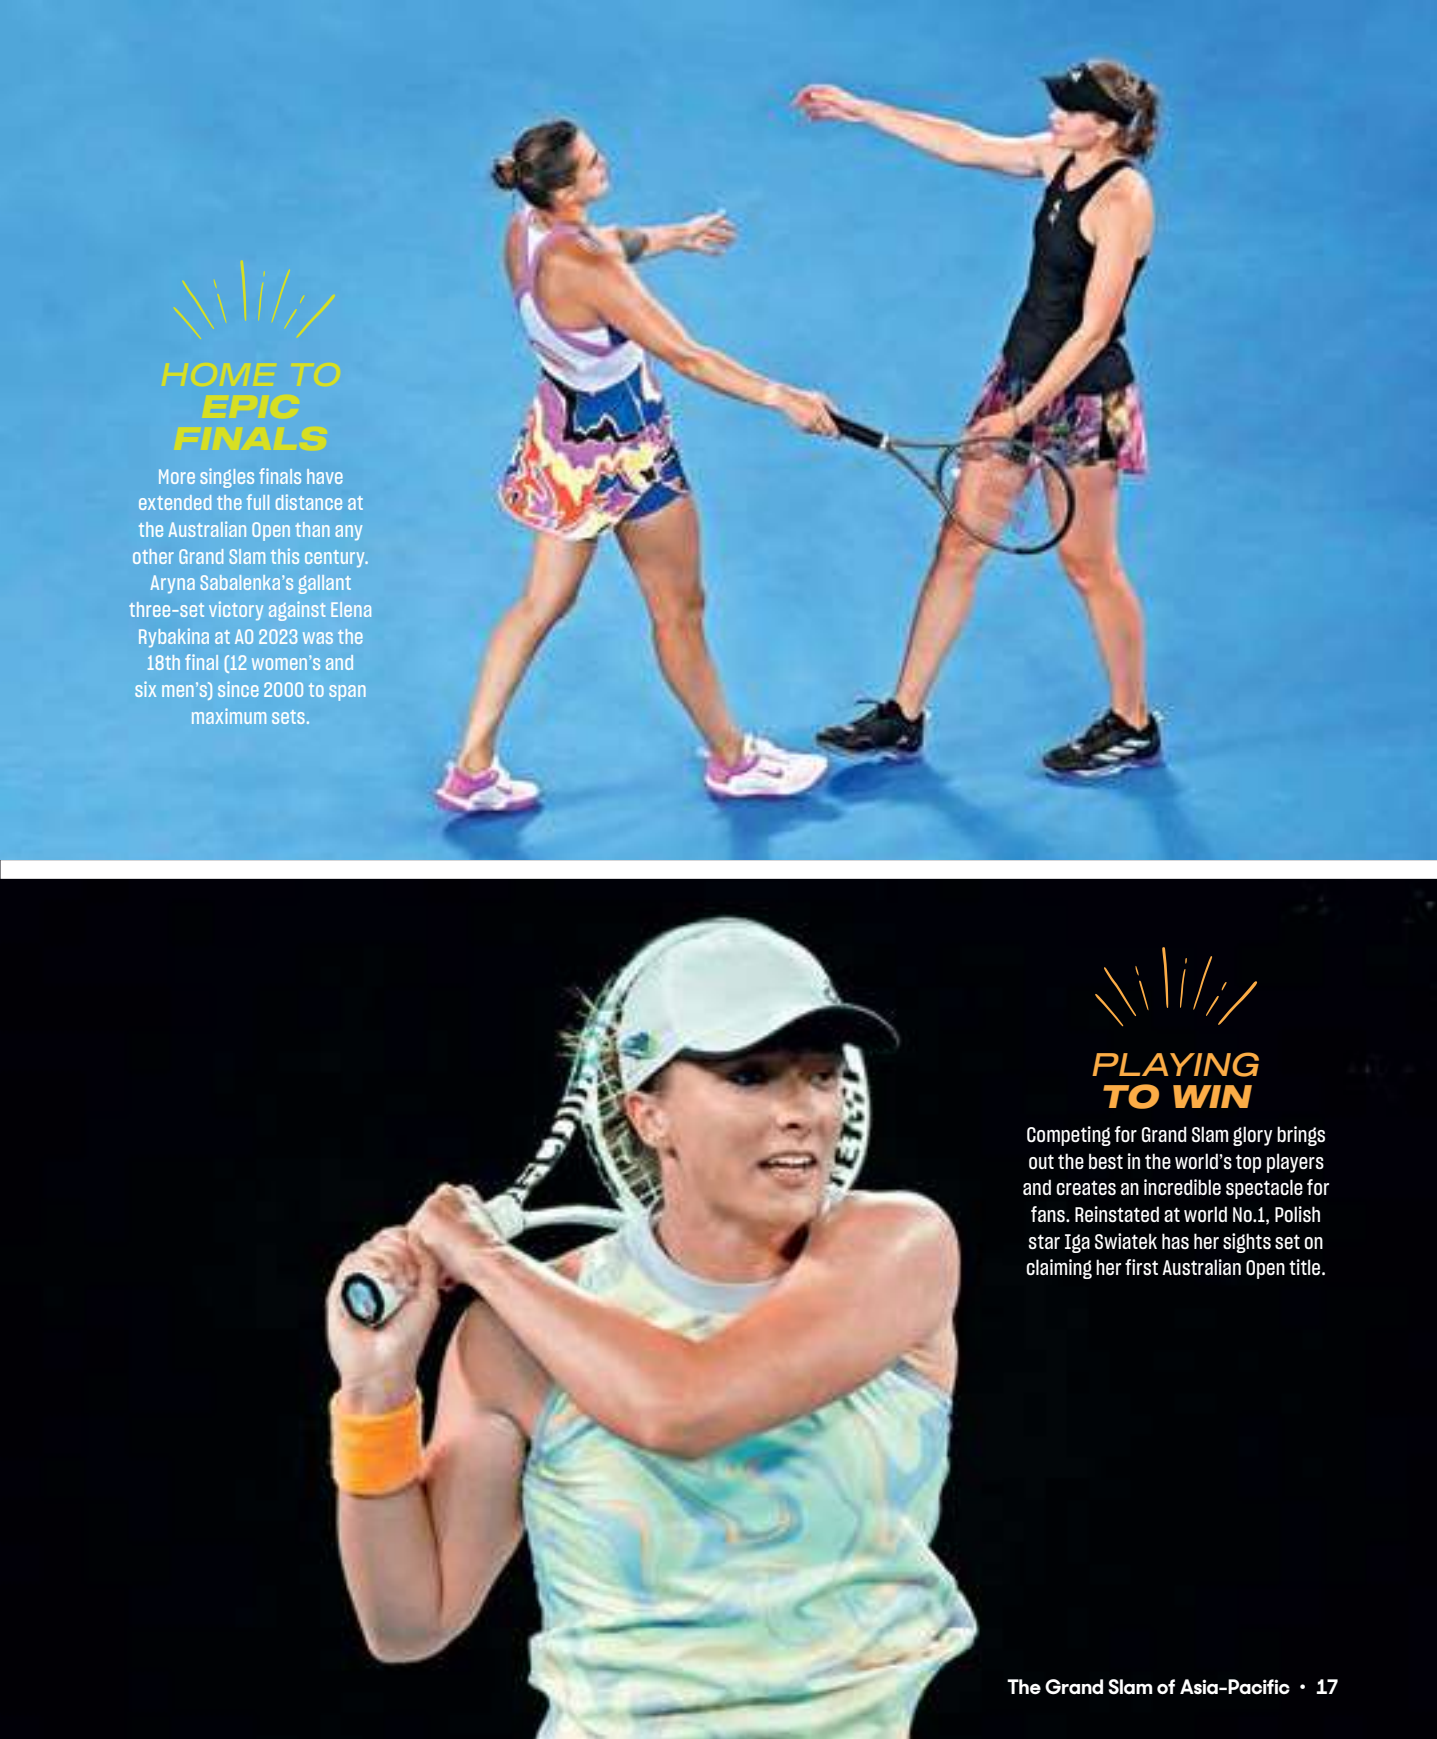 HOME TO
EPIC
FINALS
More singles finals have
extended the full distance at
the Australian Open than any
other Grand Slam this century.
Aryna Sabalenka's gallant
three-set victory against Elena
Rybakina at AO 2023 was the
18th final (12 women's and
six men's) since 2000 to span
maximum sets.
PLAYING
TO WIN
Competing for Grand Slam glory brings
out the best in the world's top players
and creates an incredible spectacle for
fans. Reinstated at world No.1, Polish
star Iga Swiatek has her sights set on
claiming her first Australian Open title.
The Grand Slam of Asia-Pacific • 17